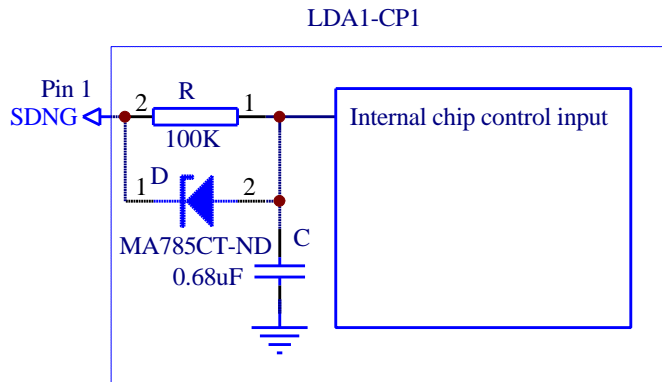 LDA1-CP1
Pin 1
SDNG
2
R
1
100K
Internal chip control input
1
D
2
MA785CT-ND
C
0.68uF